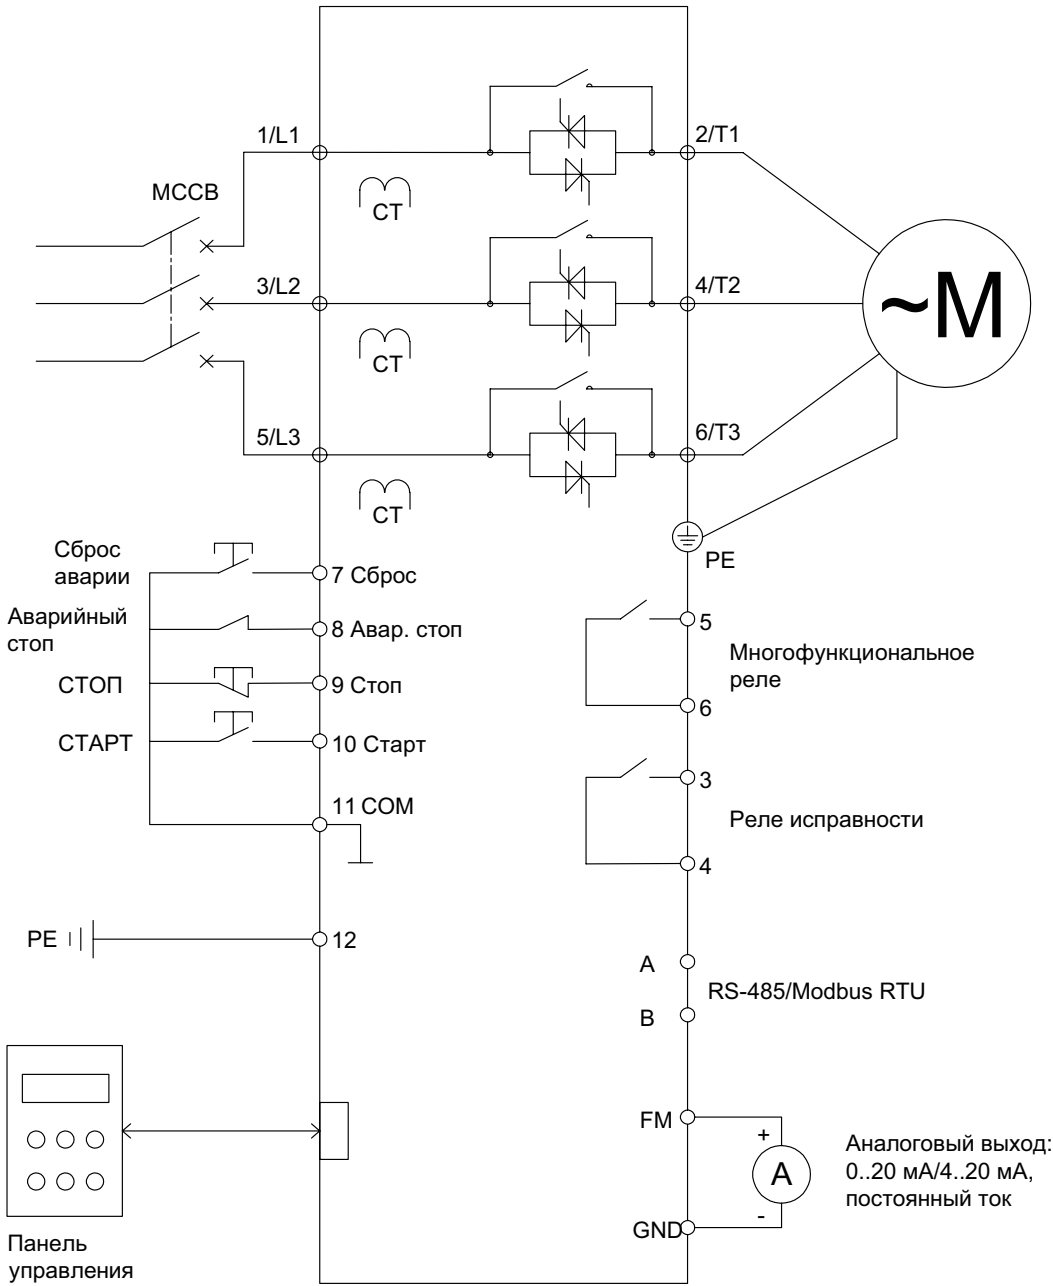 1/L1
2/T1
MCCB
CT
3/L2
4/T2
~M
CT
5/L3
6/T3
CT
PE
Сброс
аварии
7 Сброс
Аварийный
стоп
8 Авар. стоп
СТОП
9 Стоп
СТАРТ
10 Старт
11 COM
5
Многофункциональное
реле
6
3
Реле исправности
4
PE
12
A
RS-485/Modbus RTU
B
FM
+
A
-
GND
Аналоговый выход:
0..20 мА/4..20 мА,
постоянный ток
Панель
управления